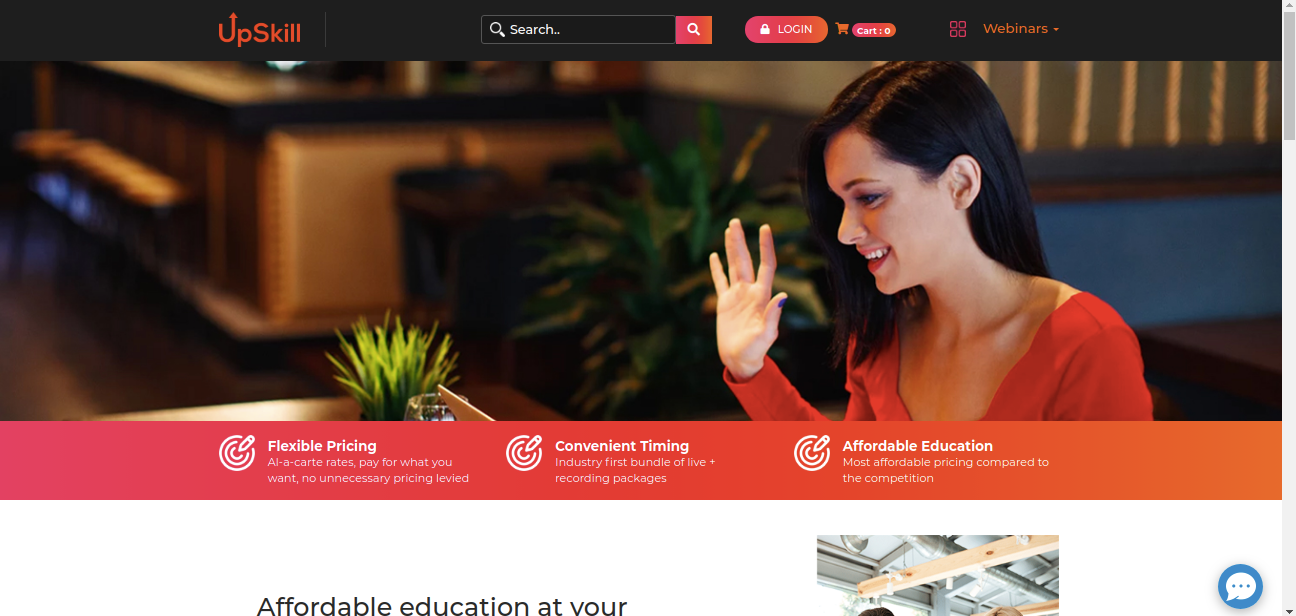 UpSkill
Search..
LOGIN
Cart : 0
Webinars
Flexible Pricing
Al-a-carte rates, pay for what you
want, no unnecessary pricing levied
Convenient Timing
Industry first bundle of live +
recording packages
Affordable Education
Most affordable pricing compared to
the competition
Affordable education at your